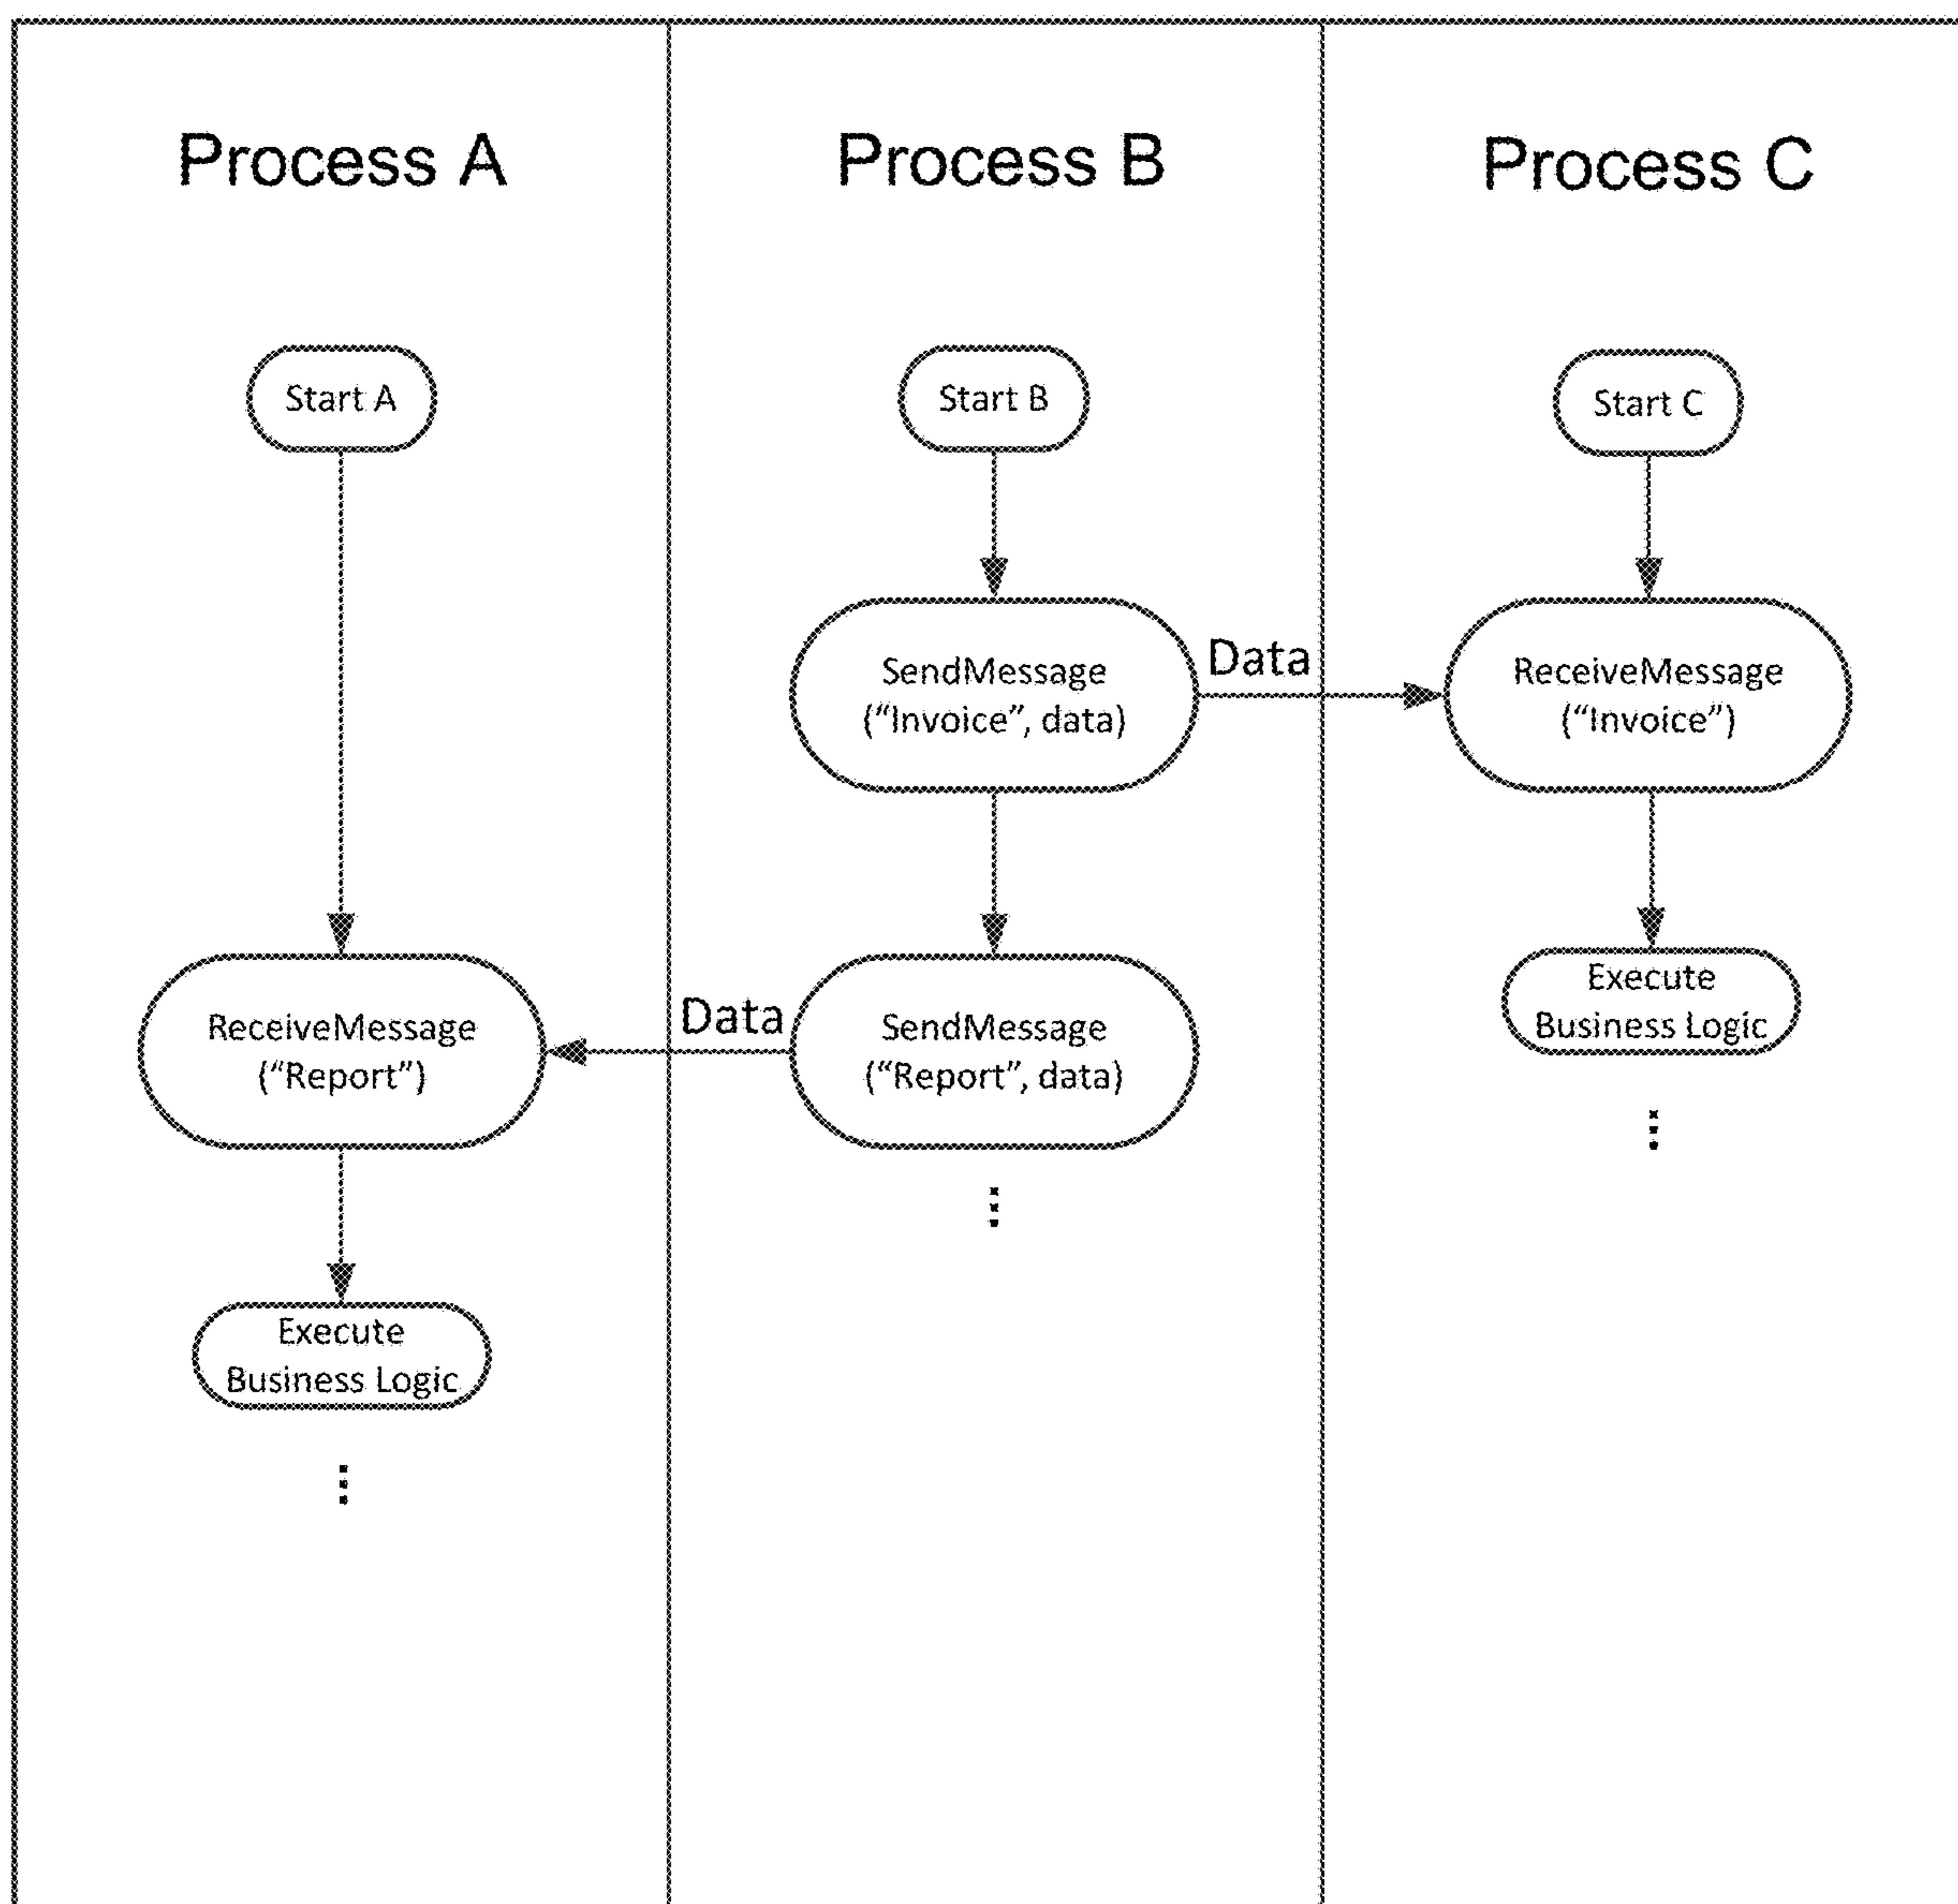 Process A
Process B
Process C
Start A
Start B
Start C
SendMessage
(“Invoice”, data)
Data
ReceiveMessage
(“Invoice”)
ReceiveMessage
(“Report”)
Data
SendMessage
(“Report”, data)
Execute
Business Logic
⋮
⋮
Execute
Business Logic
⋮